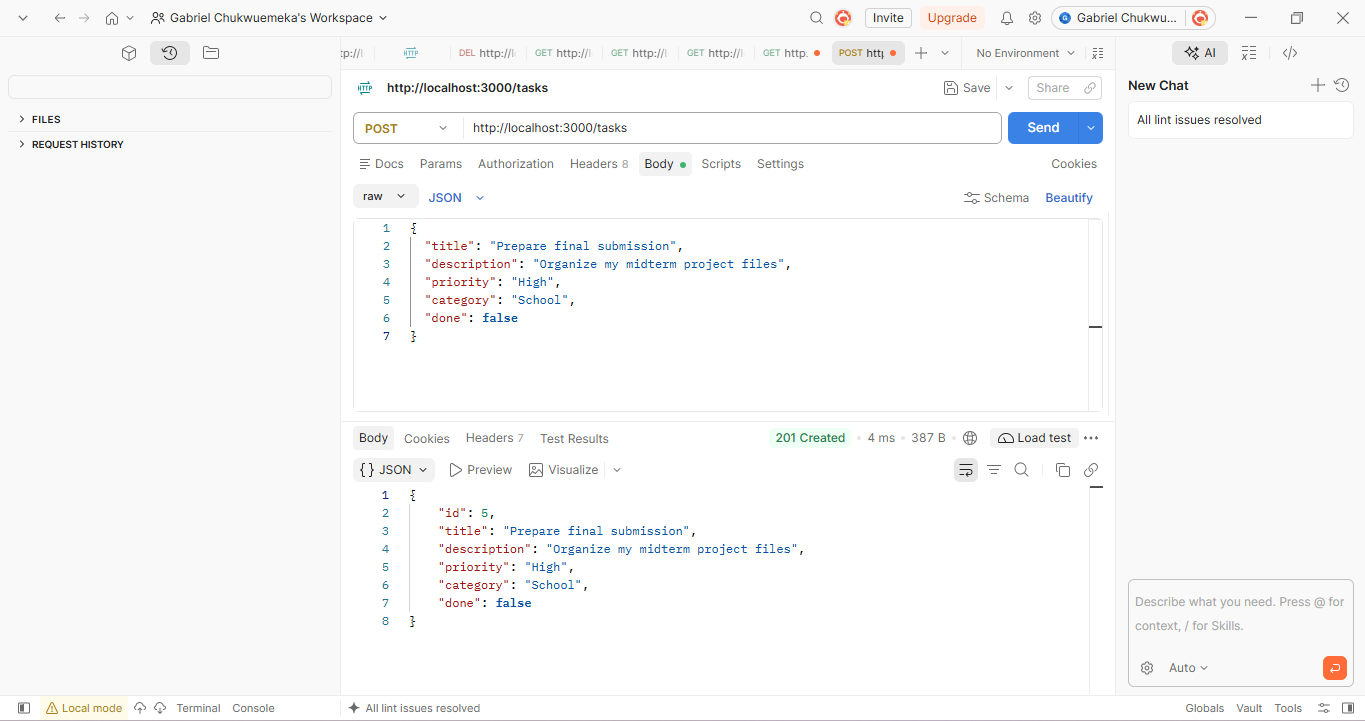 Gabriel Chukwuemeka's Workspace
Invite
Upgrade
Gabriel Chukwu...
HTTP
DEL http://
GET http://
GET http://
GET http://
GET http.
POST http
No Environment
AI
FILES
REQUEST HISTORY
HTTP http://localhost:3000/tasks
Save
Share
POST
http://localhost:3000/tasks
Send
Docs Params Authorization Headers 8 Body Scripts Settings
Cookies
raw
JSON
Schema
Beautify
1 {
2 "title": "Prepare final submission",
3 "description": "Organize my midterm project files",
4 "priority": "High",
5 "category": "School",
6 "done": false
7 }
Body Cookies Headers 7 Test Results
201 Created • 4 ms • 387 B •
Load test
{} JSON
Preview
Visualize
1 {
2 "id": 5,
3 "title": "Prepare final submission",
4 "description": "Organize my midterm project files",
5 "priority": "High",
6 "category": "School",
7 "done": false
8 }
New Chat
All lint issues resolved
Describe what you need. Press @ for
context, / for Skills.
Auto
Local mode
Terminal
Console
All lint issues resolved
Globals
Vault
Tools